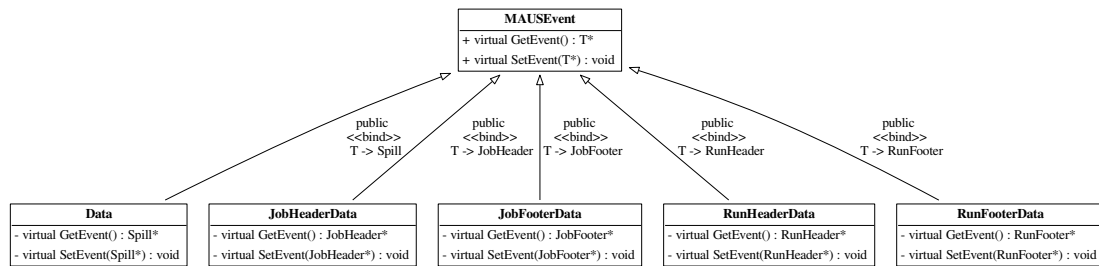 MAUSEvent
+ virtual GetEvent() : T*
+ virtual SetEvent(T*) : void
public
<<bind>>
T -> Spill
public
<<bind>>
T -> JobHeader
public
<<bind>>
T -> JobFooter
public
<<bind>>
T -> RunHeader
public
<<bind>>
T -> RunFooter
Data
- virtual GetEvent() : Spill*
- virtual SetEvent(Spill*) : void
JobHeaderData
- virtual GetEvent() : JobHeader*
- virtual SetEvent(JobHeader*) : void
JobFooterData
- virtual GetEvent() : JobFooter*
- virtual SetEvent(JobFooter*) : void
RunHeaderData
- virtual GetEvent() : RunHeader*
- virtual SetEvent(RunHeader*) : void
RunFooterData
- virtual GetEvent() : RunFooter*
- virtual SetEvent(RunFooter*) : void